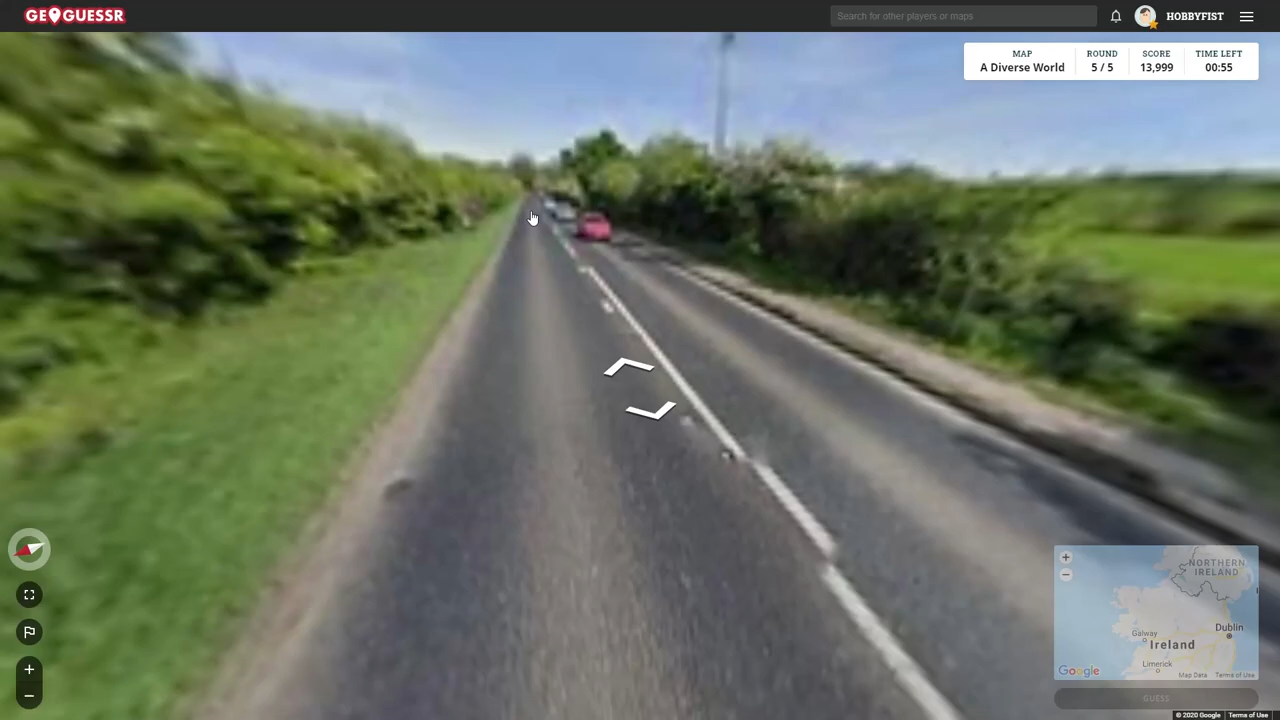 GEOGUESSR
Search for other players or maps
HOBBYFIST
MAP
A Diverse World
ROUND
5 / 5
SCORE
13,999
TIME LEFT
00:55
+
−
NORTHERN
IRELAND
Dublin
Galway
Ireland
Limerick
Google
Map Data
Terms of Use
GUESS
+
−
© 2020 Google
Terms of Use